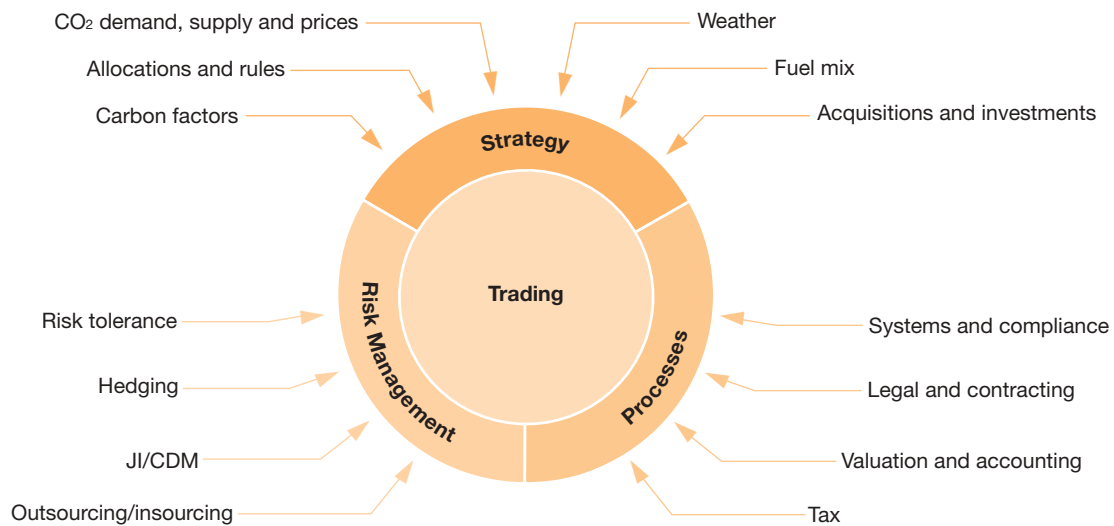 CO₂ demand, supply and prices
Weather
Allocations and rules
Fuel mix
Carbon factors
Acquisitions and investments
Strategy
Trading
Risk Management
Processes
Risk tolerance
Systems and compliance
Hedging
Legal and contracting
JI/CDM
Valuation and accounting
Outsourcing/insourcing
Tax